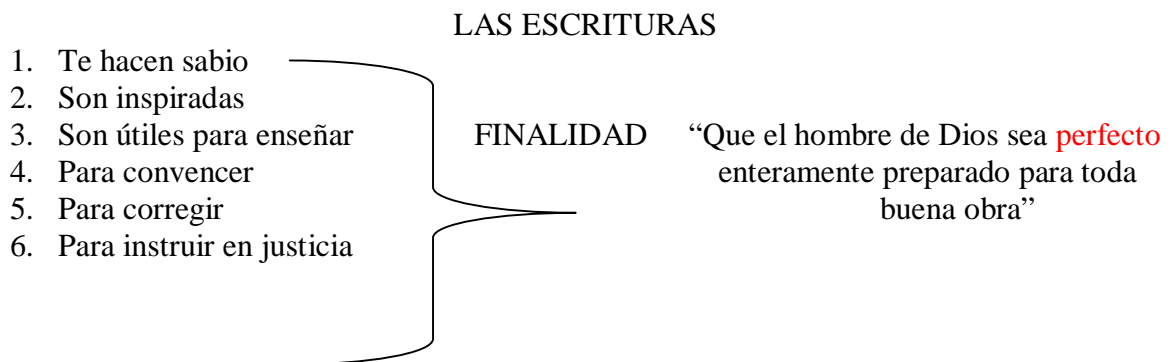 LAS ESCRITURAS
1. Te hacen sabio
2. Son inspiradas
3. Son útiles para enseñar
4. Para convencer
5. Para corregir
6. Para instruir en justicia
FINALIDAD
“Que el hombre de Dios sea perfecto
enteramente preparado para toda
buena obra”